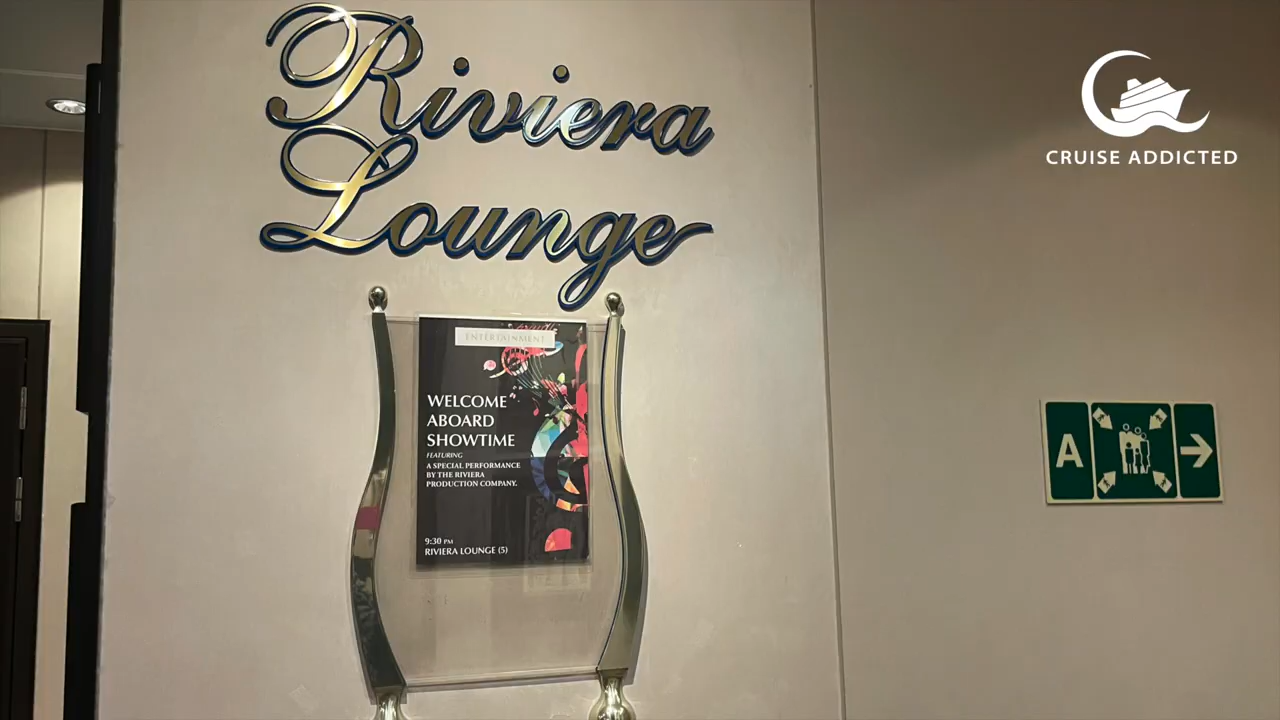 Riviera
Lounge
CRUISE ADDICTED
ENTERTAINMENT
WELCOME
ABOARD
SHOWTIME
FEATURING
A SPECIAL PERFORMANCE
BY THE RIVIERA
PRODUCTION COMPANY.
9:30 PM
RIVIERA LOUNGE (5)
A